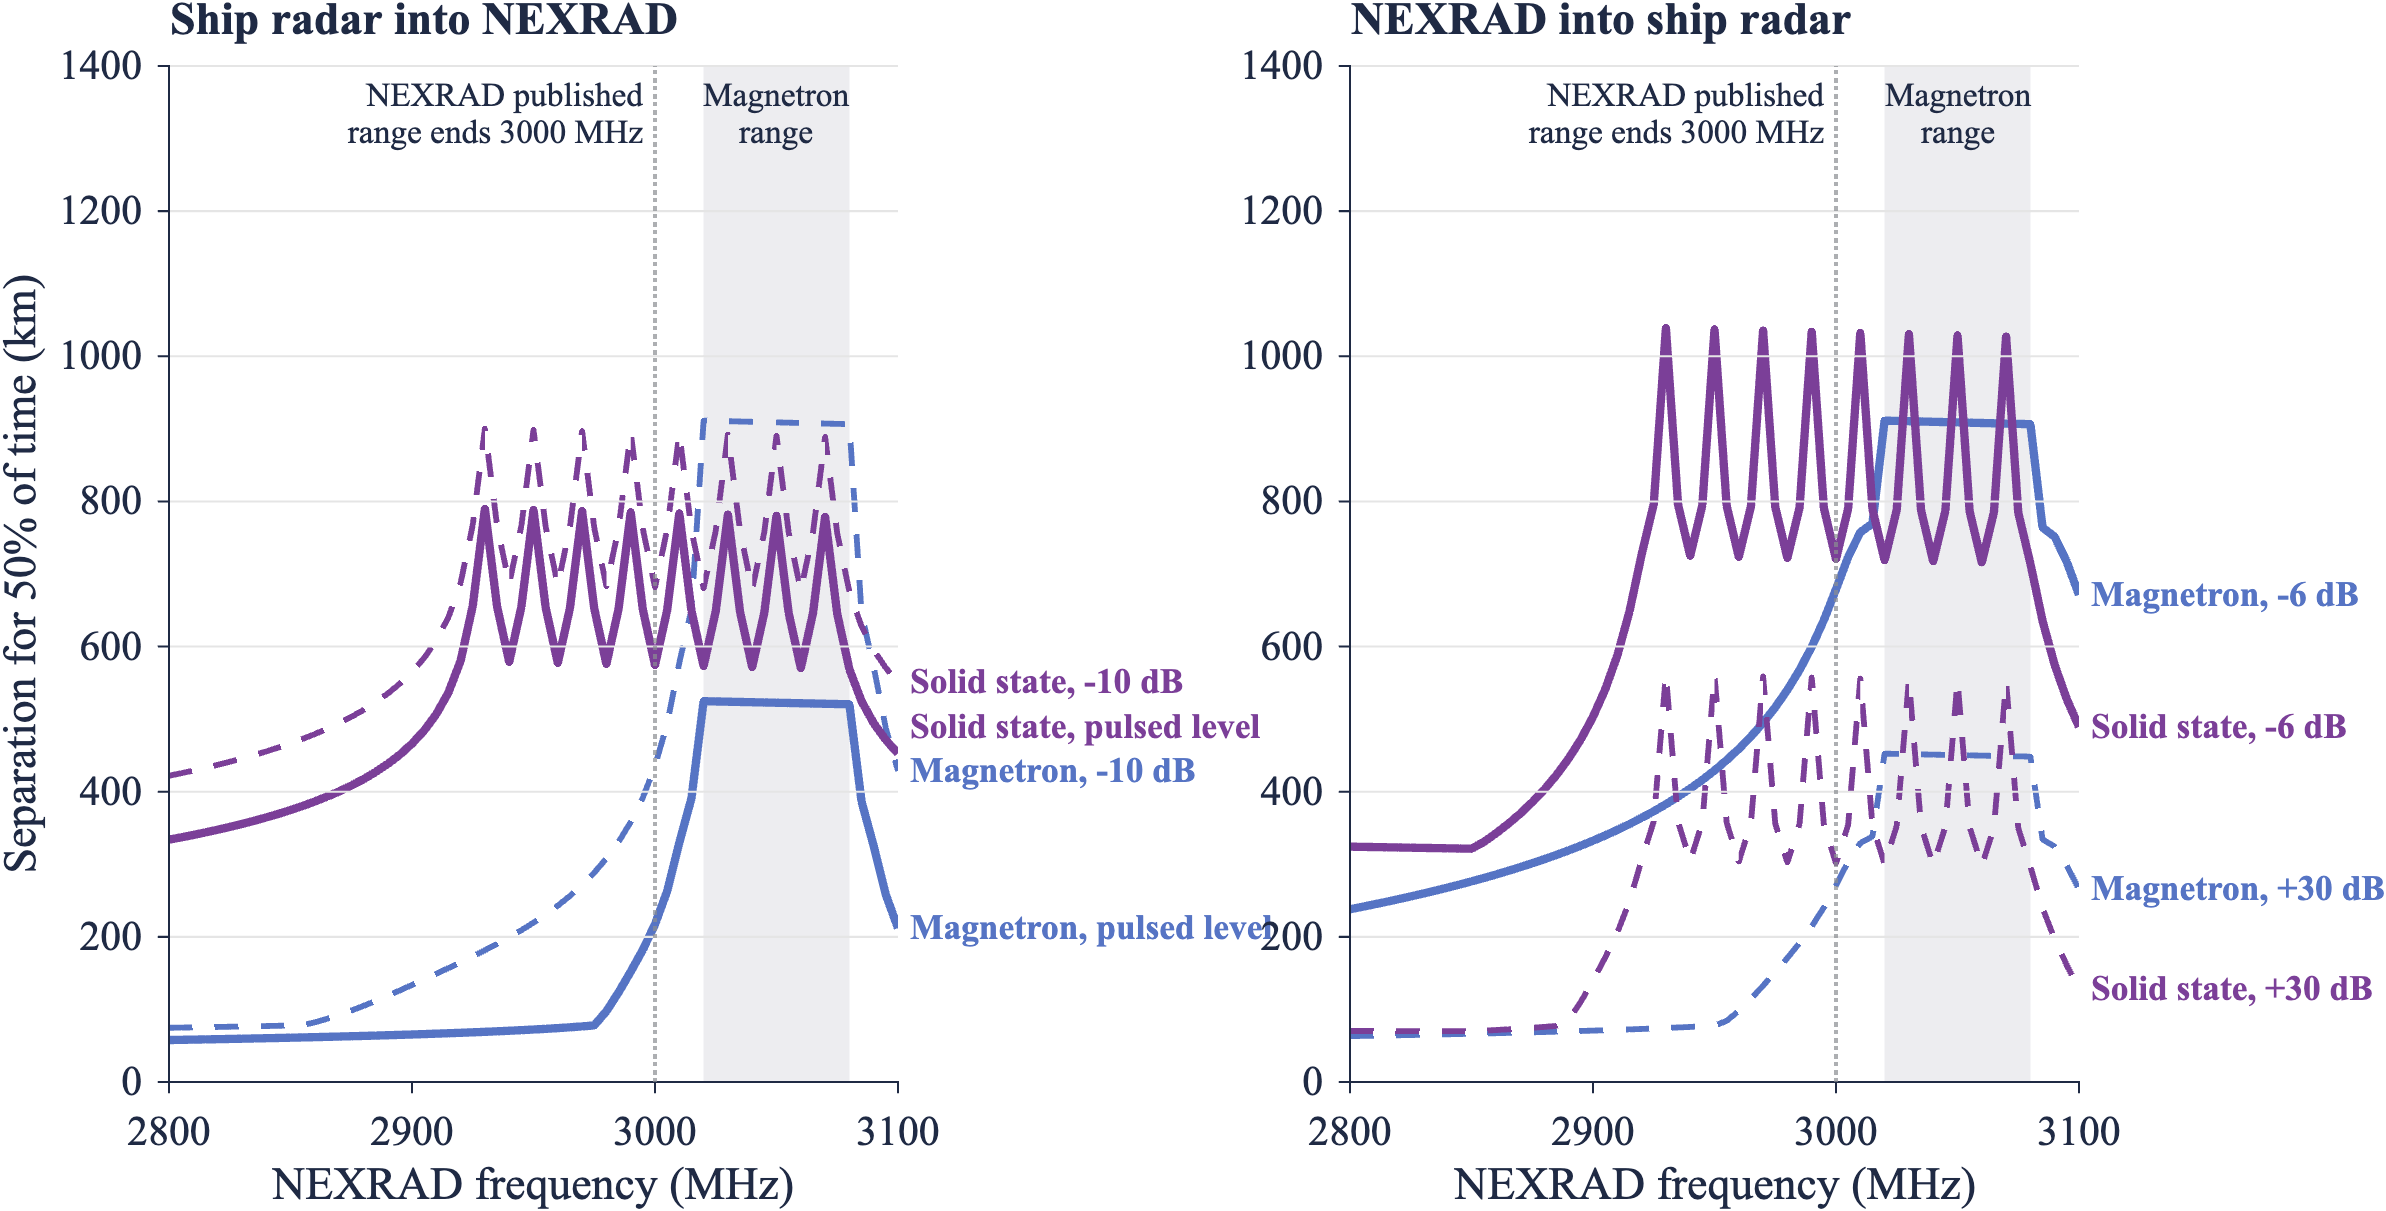 Ship radar into NEXRAD
Separation for 50% of time (km)
1400
1200
1000
800
600
400
200
0
NEXRAD published
range ends 3000 MHz
Magnetron
range
Solid state, -10 dB
Solid state, pulsed level
Magnetron, -10 dB
Magnetron, pulsed level
2800
2900
3000
3100
NEXRAD frequency (MHz)
NEXRAD into ship radar
1400
1200
1000
800
600
400
200
0
NEXRAD published
range ends 3000 MHz
Magnetron
range
Magnetron, -6 dB
Solid state, -6 dB
Magnetron, +30 dB
Solid state, +30 dB
2800
2900
3000
3100
NEXRAD frequency (MHz)